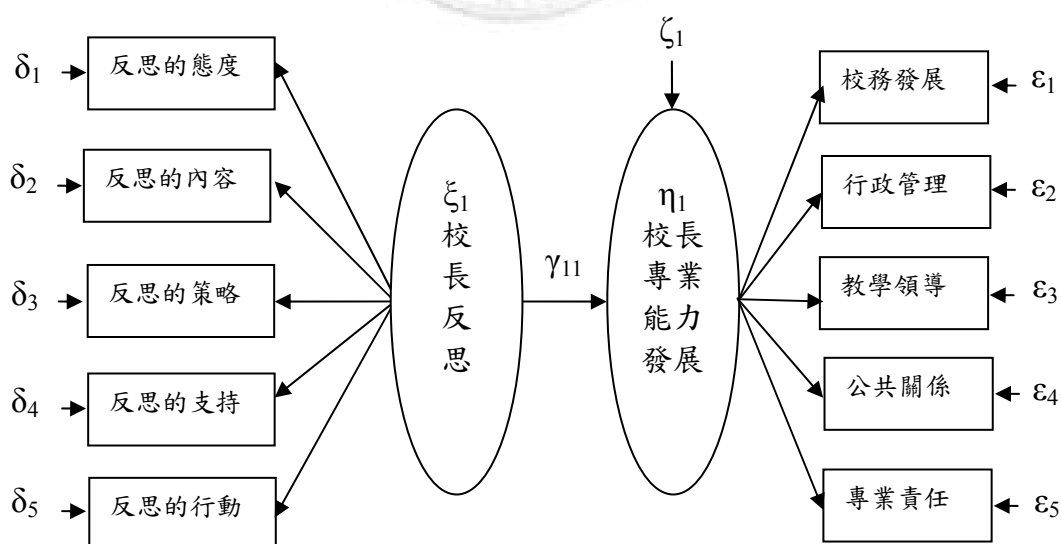 ζ1
δ1
反思的態度
δ2
反思的內容
δ3
反思的策略
δ4
反思的支持
δ5
反思的行動
ξ1
校
長
反
思
γ11
η1
校長
專業
能力
發展
校務發展
ε1
行政管理
ε2
教學領導
ε3
公共關係
ε4
專業責任
ε5